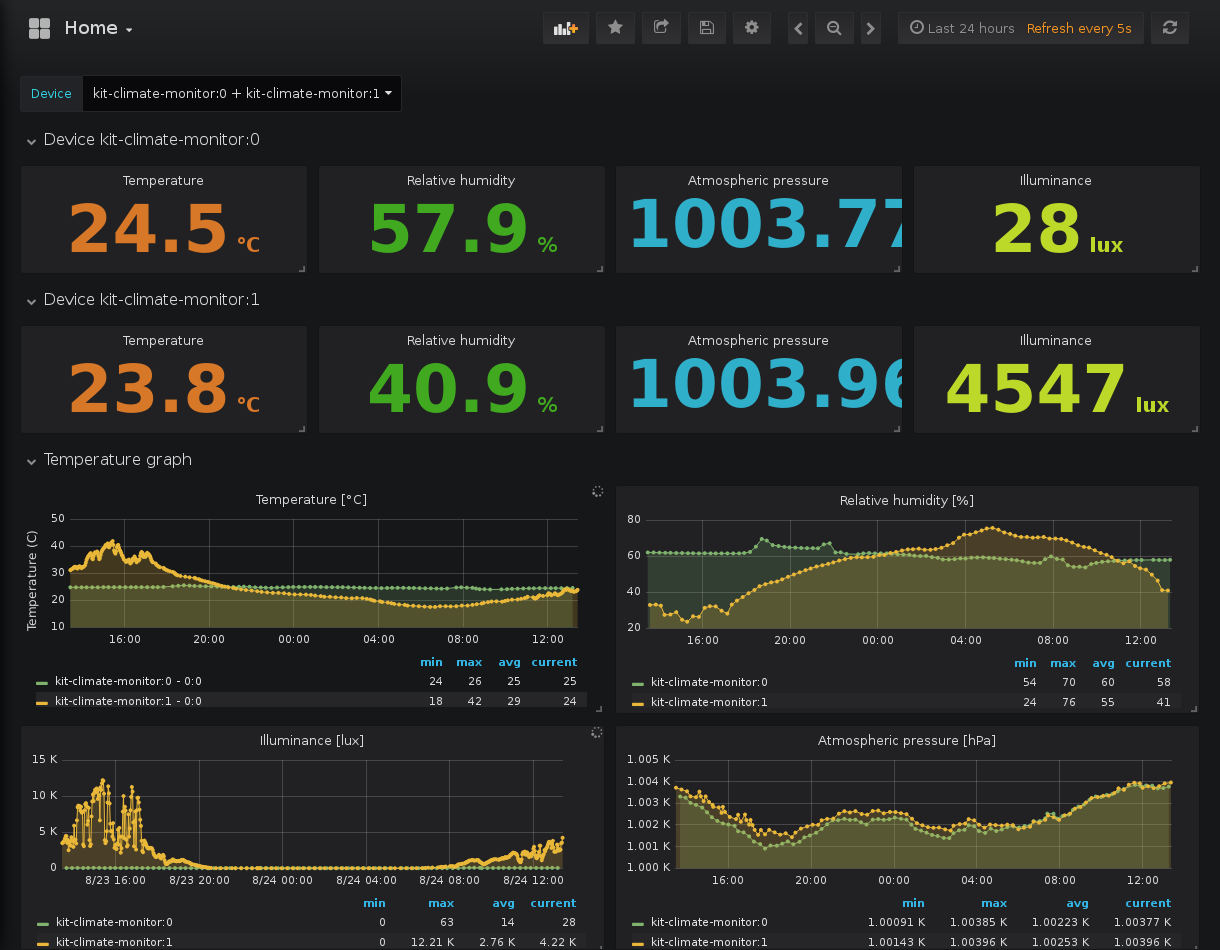 Home
Last 24 hours Refresh every 5s
Device kit-climate-monitor:0 + kit-climate-monitor:1
Device kit-climate-monitor:0
Temperature Relative humidity Atmospheric pressure Illuminance
24.5 °C 57.9 % 1003.77 28 lux
Device kit-climate-monitor:1
Temperature Relative humidity Atmospheric pressure Illuminance
23.8 °C 40.9 % 1003.96 4547 lux
Temperature graph
Temperature [°C]
Temperature (C)
50
40
30
20
10
16:00 20:00 00:00 04:00 08:00 12:00
min max avg current
kit-climate-monitor:0 - 0:0 24 26 25 25
kit-climate-monitor:1 - 0:0 18 42 29 24
Relative humidity [%]
80
60
40
20
16:00 20:00 00:00 04:00 08:00 12:00
min max avg current
kit-climate-monitor:0 54 70 60 58
kit-climate-monitor:1 24 76 55 41
Illuminance [lux]
15 K
10 K
5 K
0
8/23 16:00 8/23 20:00 8/24 00:00 8/24 04:00 8/24 08:00 8/24 12:00
min max avg current
kit-climate-monitor:0 0 63 14 28
kit-climate-monitor:1 0 12.21 K 2.76 K 4.22 K
Atmospheric pressure [hPa]
1.005 K
1.004 K
1.003 K
1.002 K
1.001 K
1.000 K
16:00 20:00 00:00 04:00 08:00 12:00
min max avg current
kit-climate-monitor:0 1.00091 K 1.00385 K 1.00223 K 1.00377 K
kit-climate-monitor:1 1.00143 K 1.00396 K 1.00253 K 1.00396 K